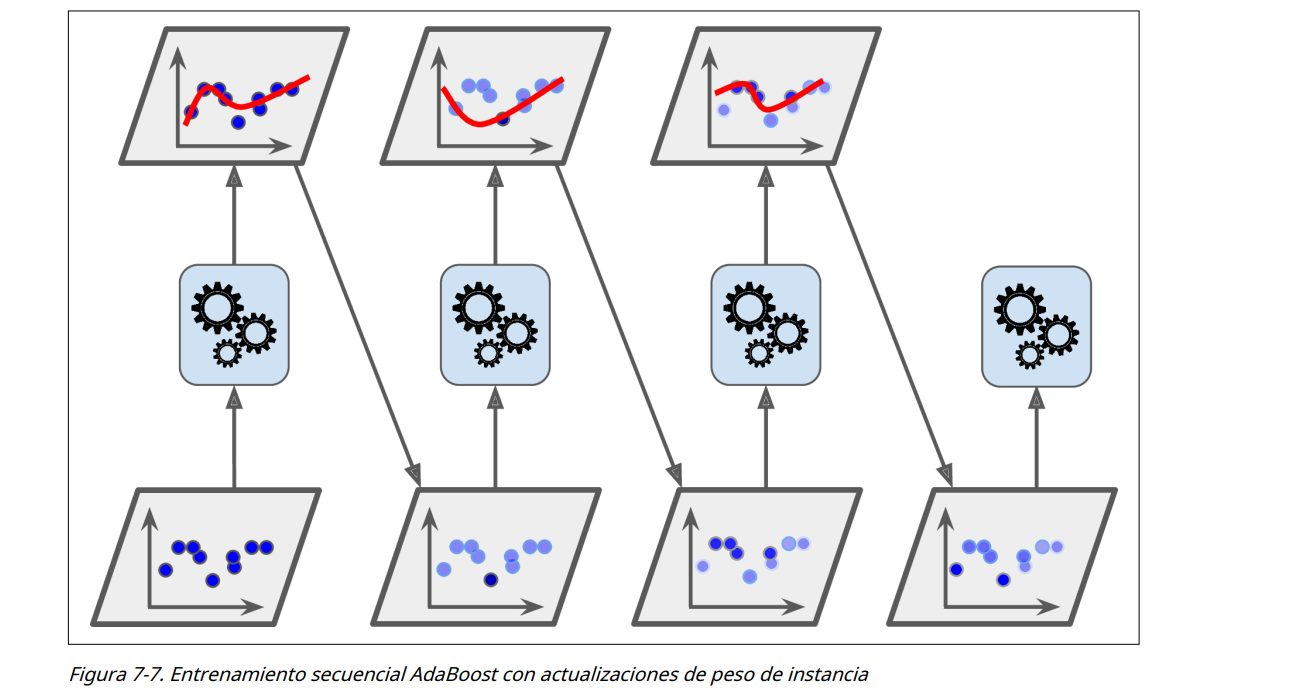 Figura 7-7. Entrenamiento secuencial AdaBoost con actualizaciones de peso de instancia